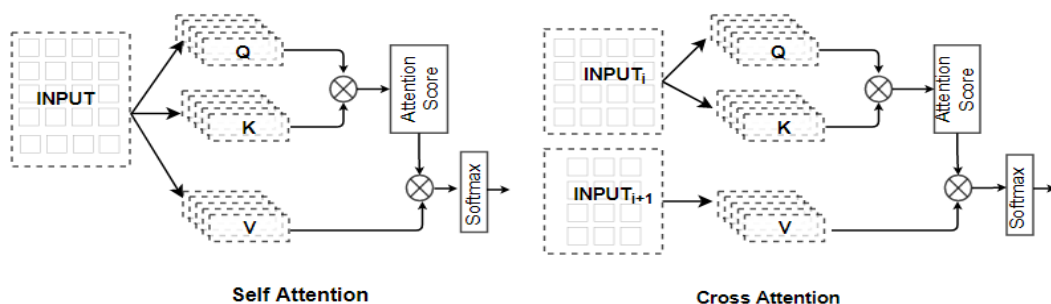 INPUT
Q
K
V
Attention
Score
Softmax
Self Attention
INPUTi
INPUTi+1
Q
K
V
Attention
Score
Softmax
Cross Attention